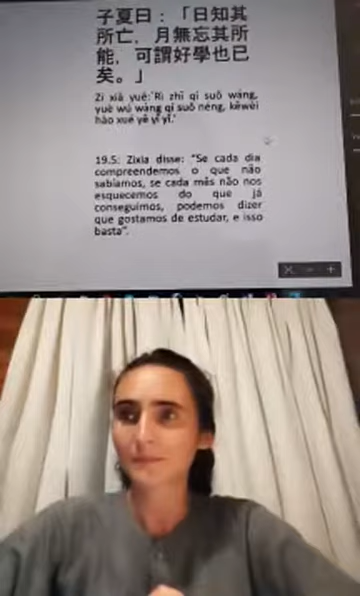 子夏曰：「日知其
所亡，月無忘其所
能，可謂好學也已
矣。」
Zǐ xià yuē:'Rì zhī qí suǒ wáng,
yuè wú wàng qí suǒ néng, kěwèi
hào xué yě yǐ yǐ.'
19.5: Zixia disse: "Se cada dia
compreendemos o que não
sabíamos, se cada mês não nos
esquecemos do que já
conseguimos, podemos dizer
que gostamos de estudar, e isso
basta".